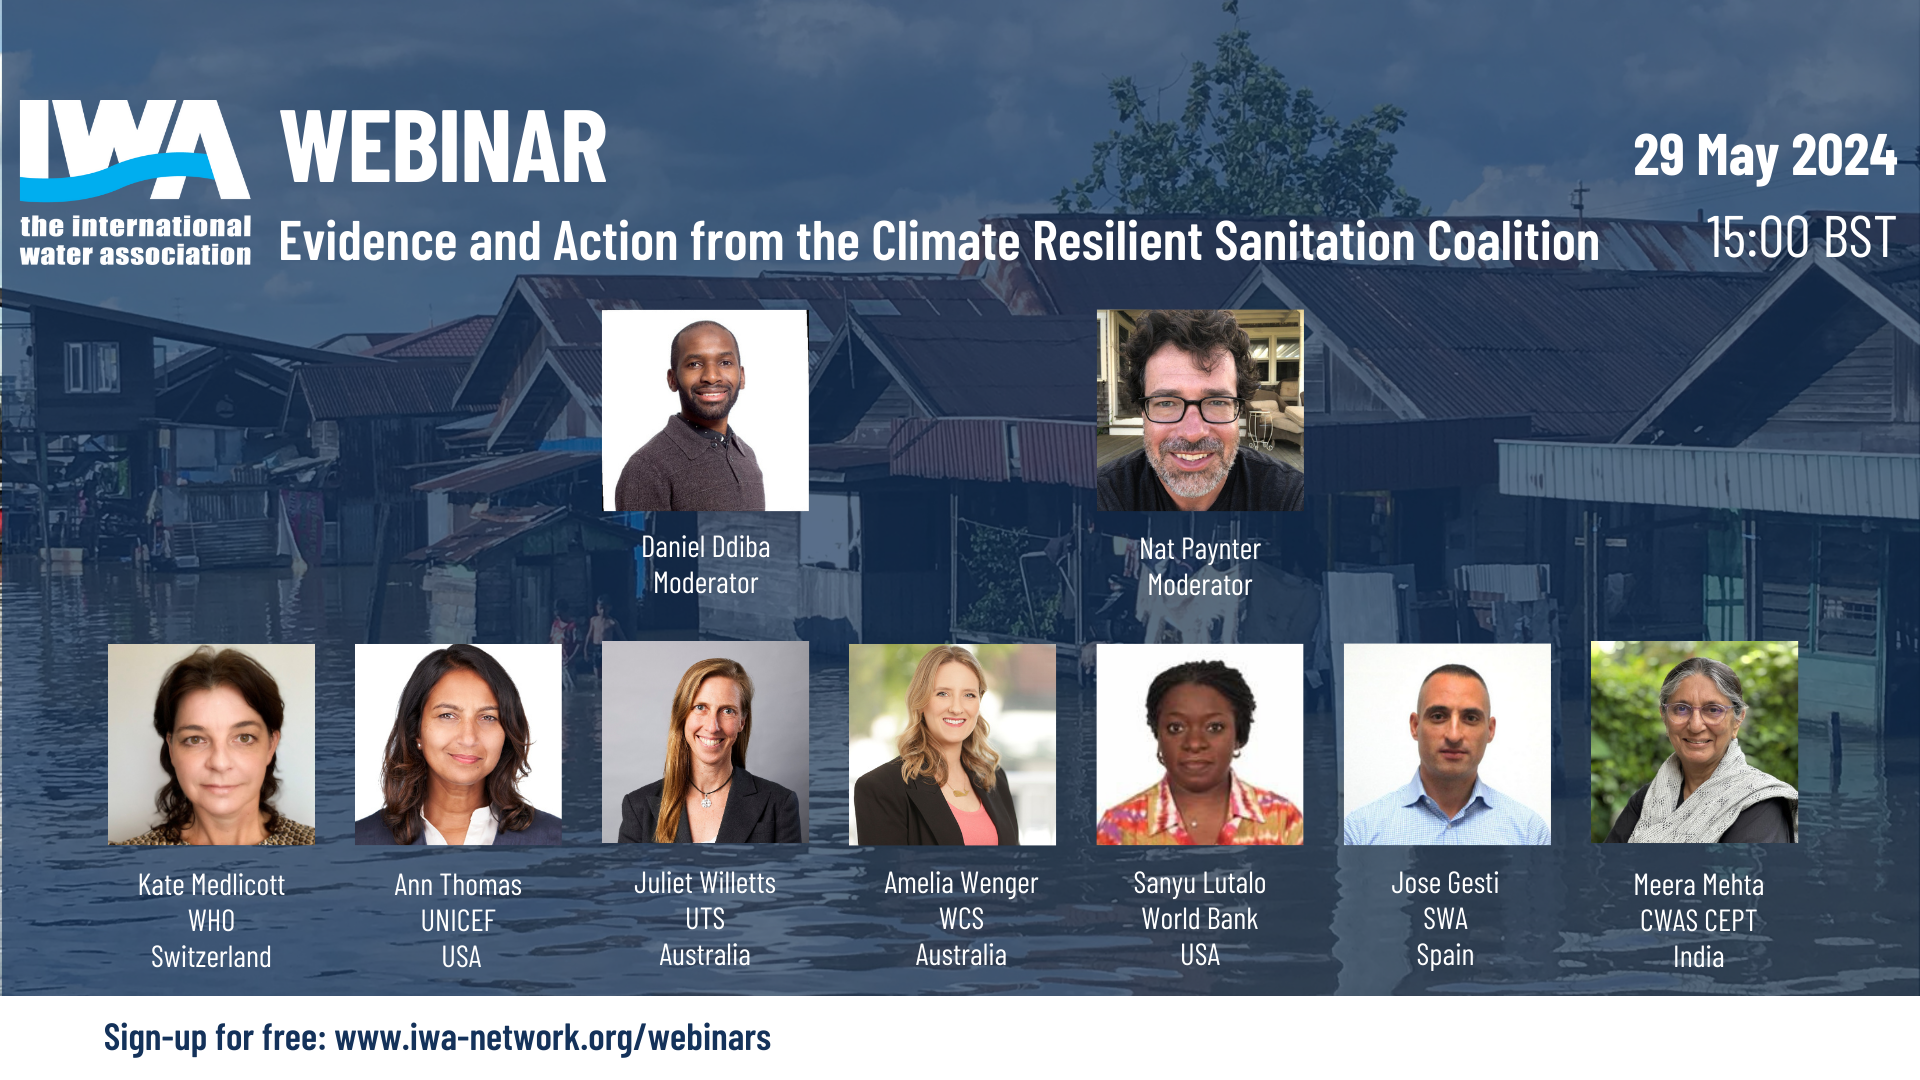 IWA
the international
water association
WEBINAR
Evidence and Action from the Climate Resilient Sanitation Coalition
29 May 2024
15:00 BST
Daniel Ddiba
Moderator
Nat Paynter
Moderator
Kate Medlicott
WHO
Switzerland
Ann Thomas
UNICEF
USA
Juliet Willetts
UTS
Australia
Amelia Wenger
WCS
Australia
Sanyu Lutalo
World Bank
USA
Jose Gesti
SWA
Spain
Meera Mehta
CWAS CEPT
India
Sign-up for free: www.iwa-network.org/webinars